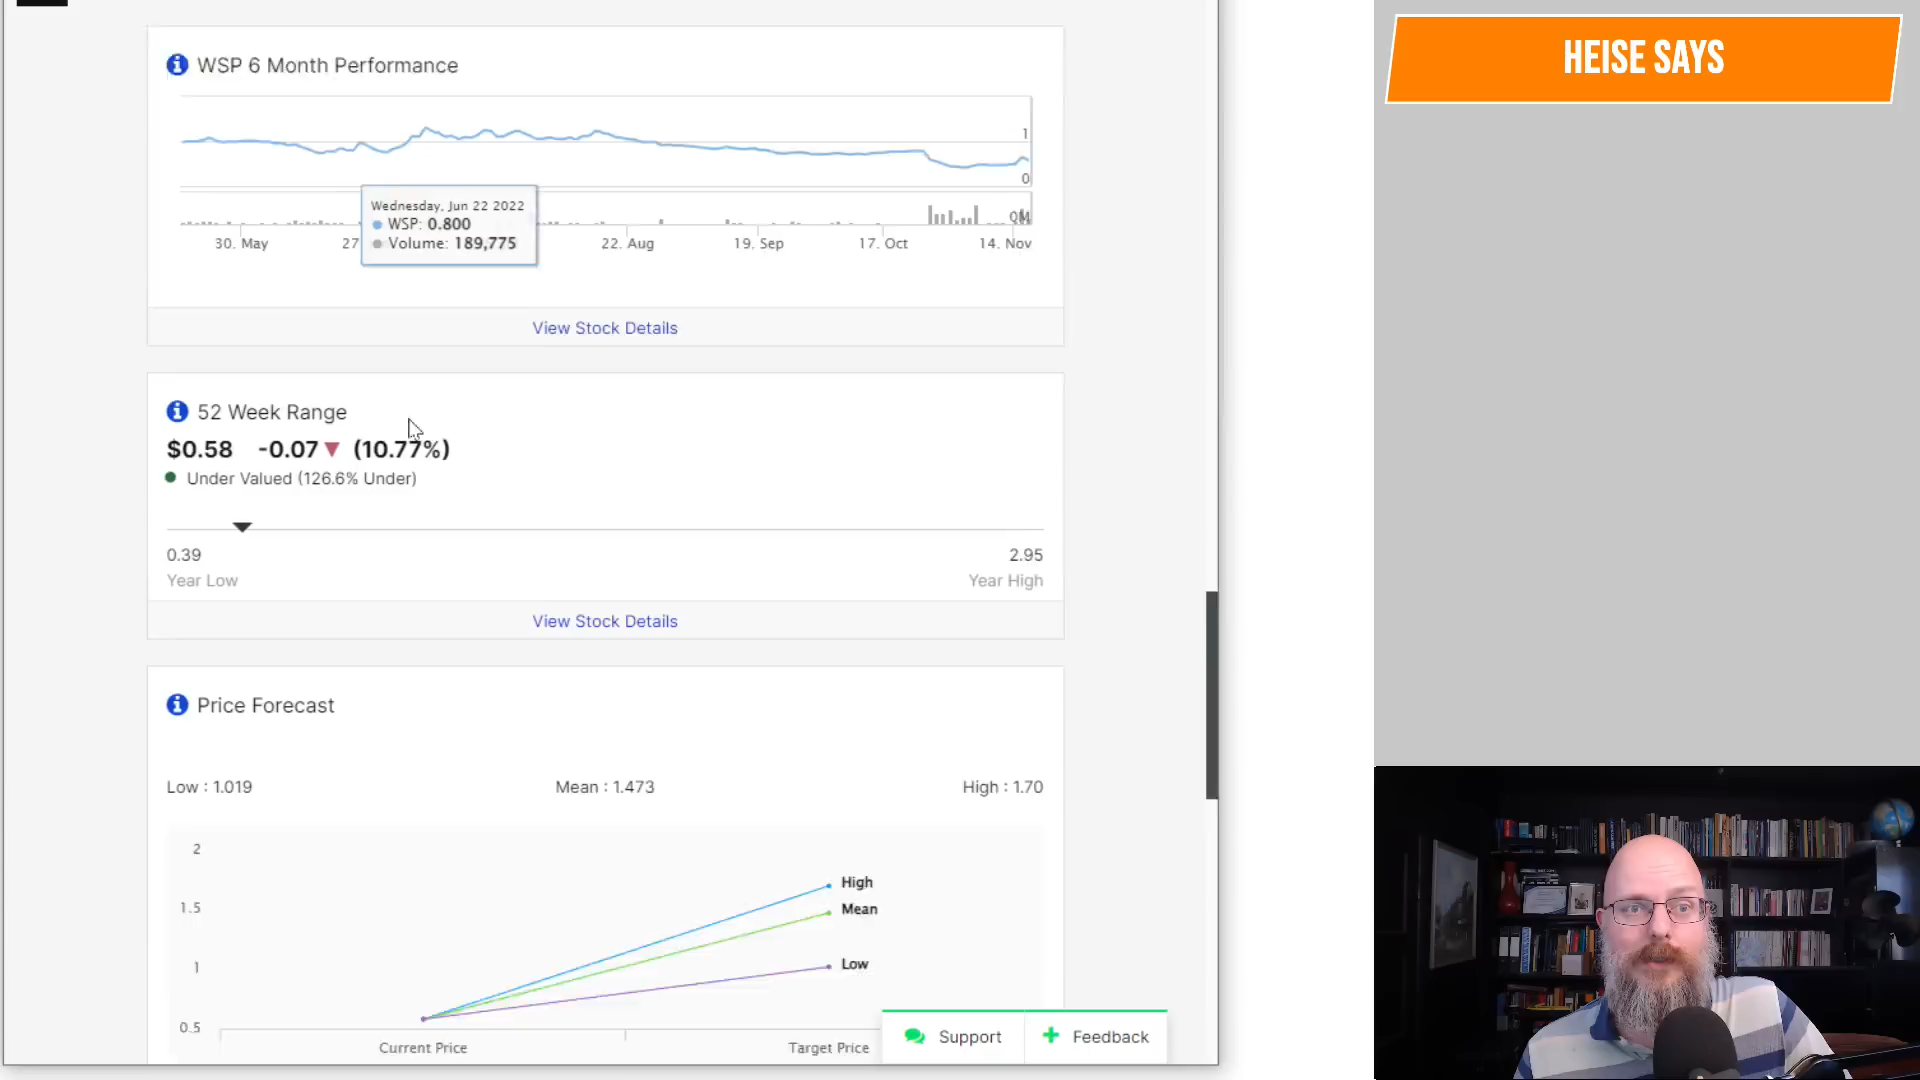 WSP 6 Month Performance
1
0
0M
Wednesday, Jun 22 2022
WSP: 0.800
Volume: 189,775
30. May
27
22. Aug
19. Sep
17. Oct
14. Nov
View Stock Details
52 Week Range
$0.58 -0.07 ▼ (10.77%)
Under Valued (126.6% Under)
0.39
2.95
Year Low
Year High
View Stock Details
Price Forecast
Low : 1.019
Mean : 1.473
High : 1.70
2
1.5
1
0.5
High
Mean
Low
Current Price
Target Price
Support
Feedback
HEISE SAYS